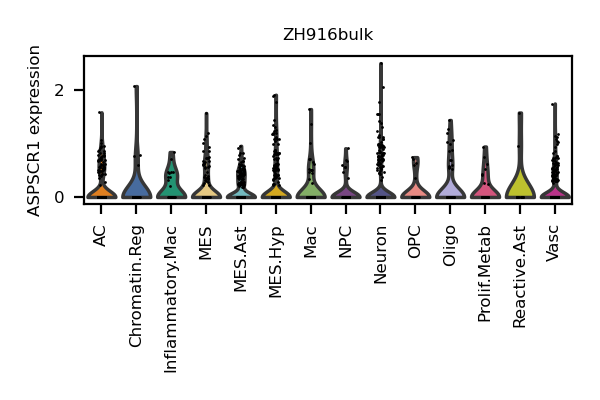 ZH916bulk
ASPSCR1 expression
2
0
AC
Chromatin.Reg
Inflammatory.Mac
MES
MES.Ast
MES.Hyp
Mac
NPC
Neuron
OPC
Oligo
Prolif.Metab
Reactive.Ast
Vasc